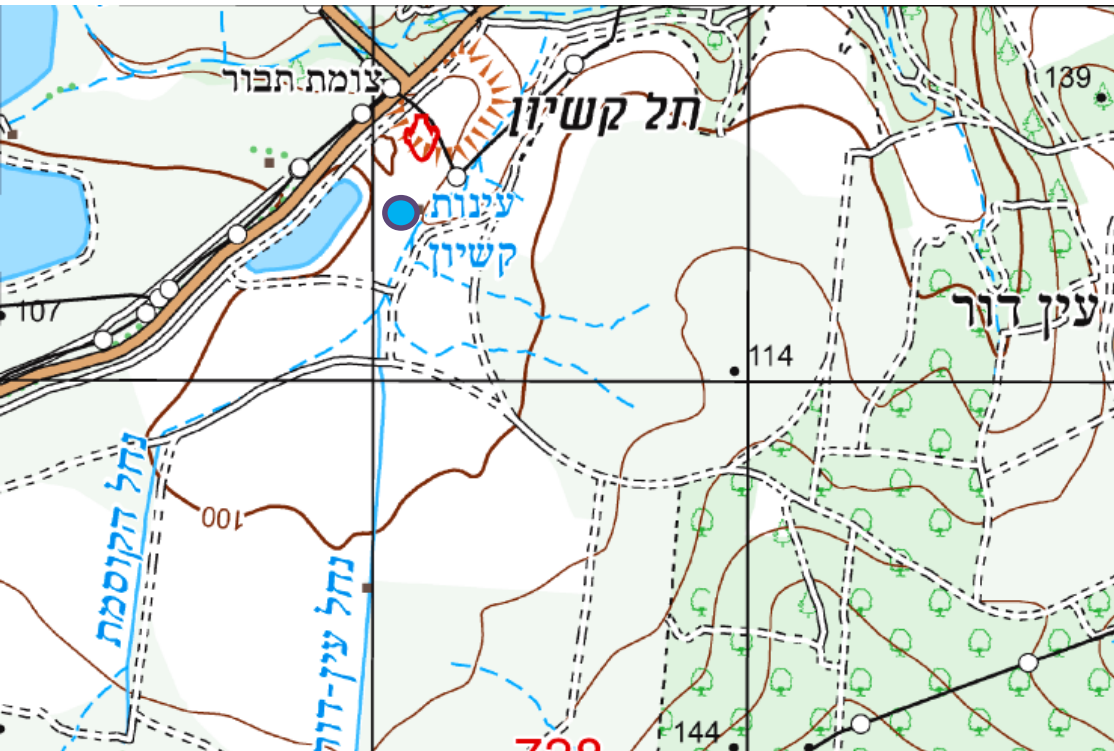 139
צומת תבור
תל קשיון
עינות
קשיון
107
עין דור
114
נחל הקוסמת
100
נחל עין-דור
144